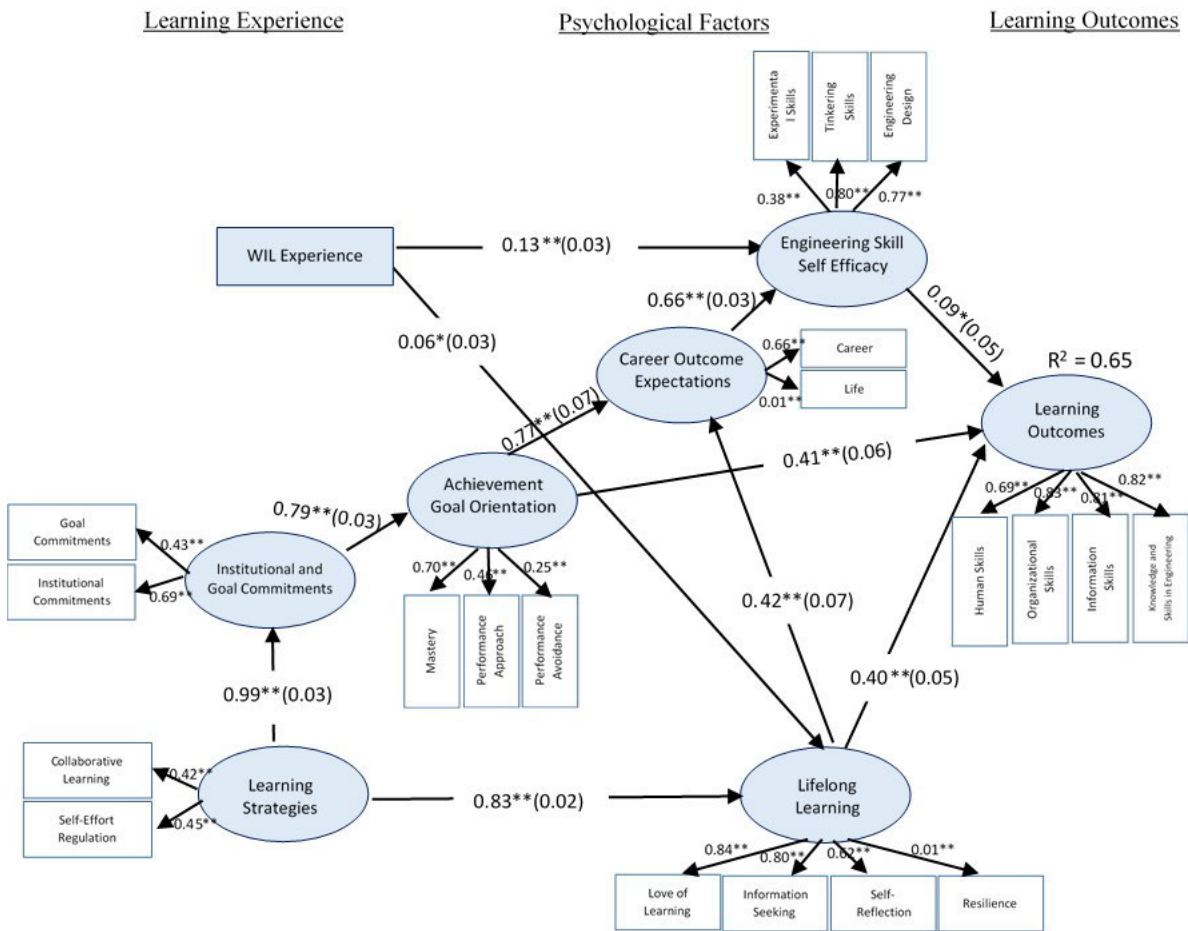 Learning Experience
Psychological Factors
Learning Outcomes
Experimenta
l Skills
Tinkering
Skills
Engineering
Design
0.38**
0.80**
0.77**
WIL Experience
0.13**(0.03)
Engineering Skill
Self Efficacy
0.66**(0.03)
0.09*(0.05)
0.06*(0.03)
Career Outcome
Expectations
0.66**
Career
Life
0.01**
R² = 0.65
Learning
Outcomes
0.77**(0.07)
0.41**(0.06)
Achievement
Goal Orientation
0.69**
0.83**
0.81**
0.82**
Human Skills
Organizational
Skills
Information
Skills
Knowledge and
Skills in Engineering
0.79**(0.03)
Goal
Commitments
0.43**
Institutional
Commitments
0.69**
Institutional and
Goal Commitments
0.70**
0.46**
0.25**
Mastery
Performance
Approach
Performance
Avoidance
0.42**(0.07)
0.40**(0.05)
0.99**(0.03)
Collaborative
Learning
0.42**
Self-Effort
Regulation
0.45**
Learning
Strategies
0.83**(0.02)
Lifelong
Learning
0.84**
0.80**
0.62**
0.01**
Love of
Learning
Information
Seeking
Self-
Reflection
Resilience